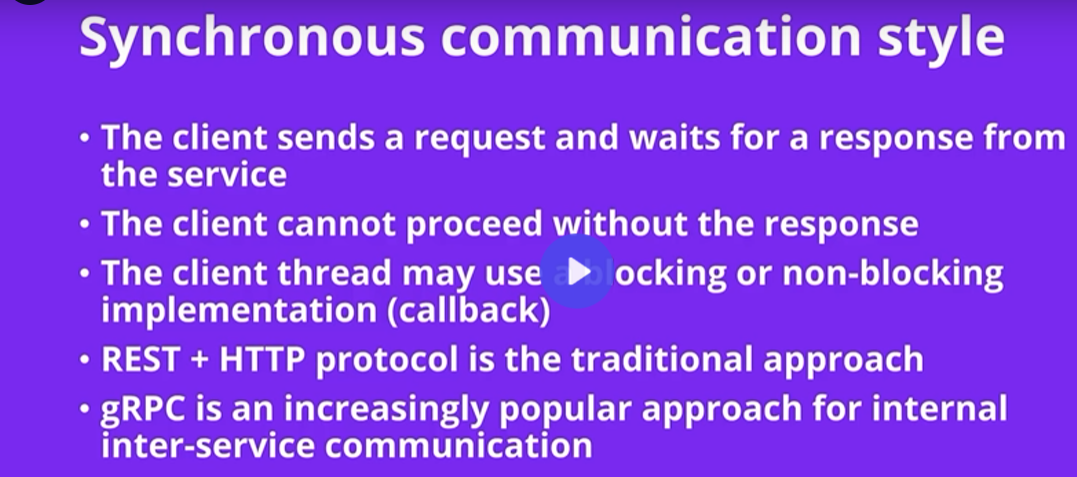 Synchronous communication style
• The client sends a request and waits for a response from
the service
• The client cannot proceed without the response
• The client thread may use a blocking or non-blocking
implementation (callback)
• REST + HTTP protocol is the traditional approach
• gRPC is an increasingly popular approach for internal
inter-service communication